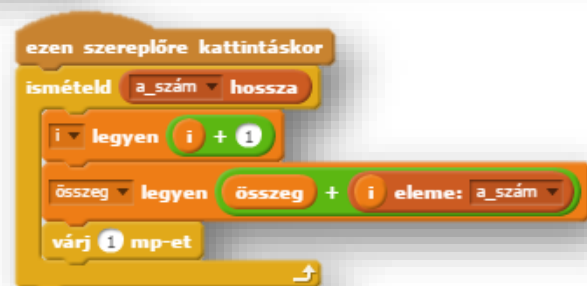 ezen szereplőre kattintáskor
ismételd a_szám hossza
i legyen i + 1
összeg legyen összeg + i eleme: a_szám
várj 1 mp-et